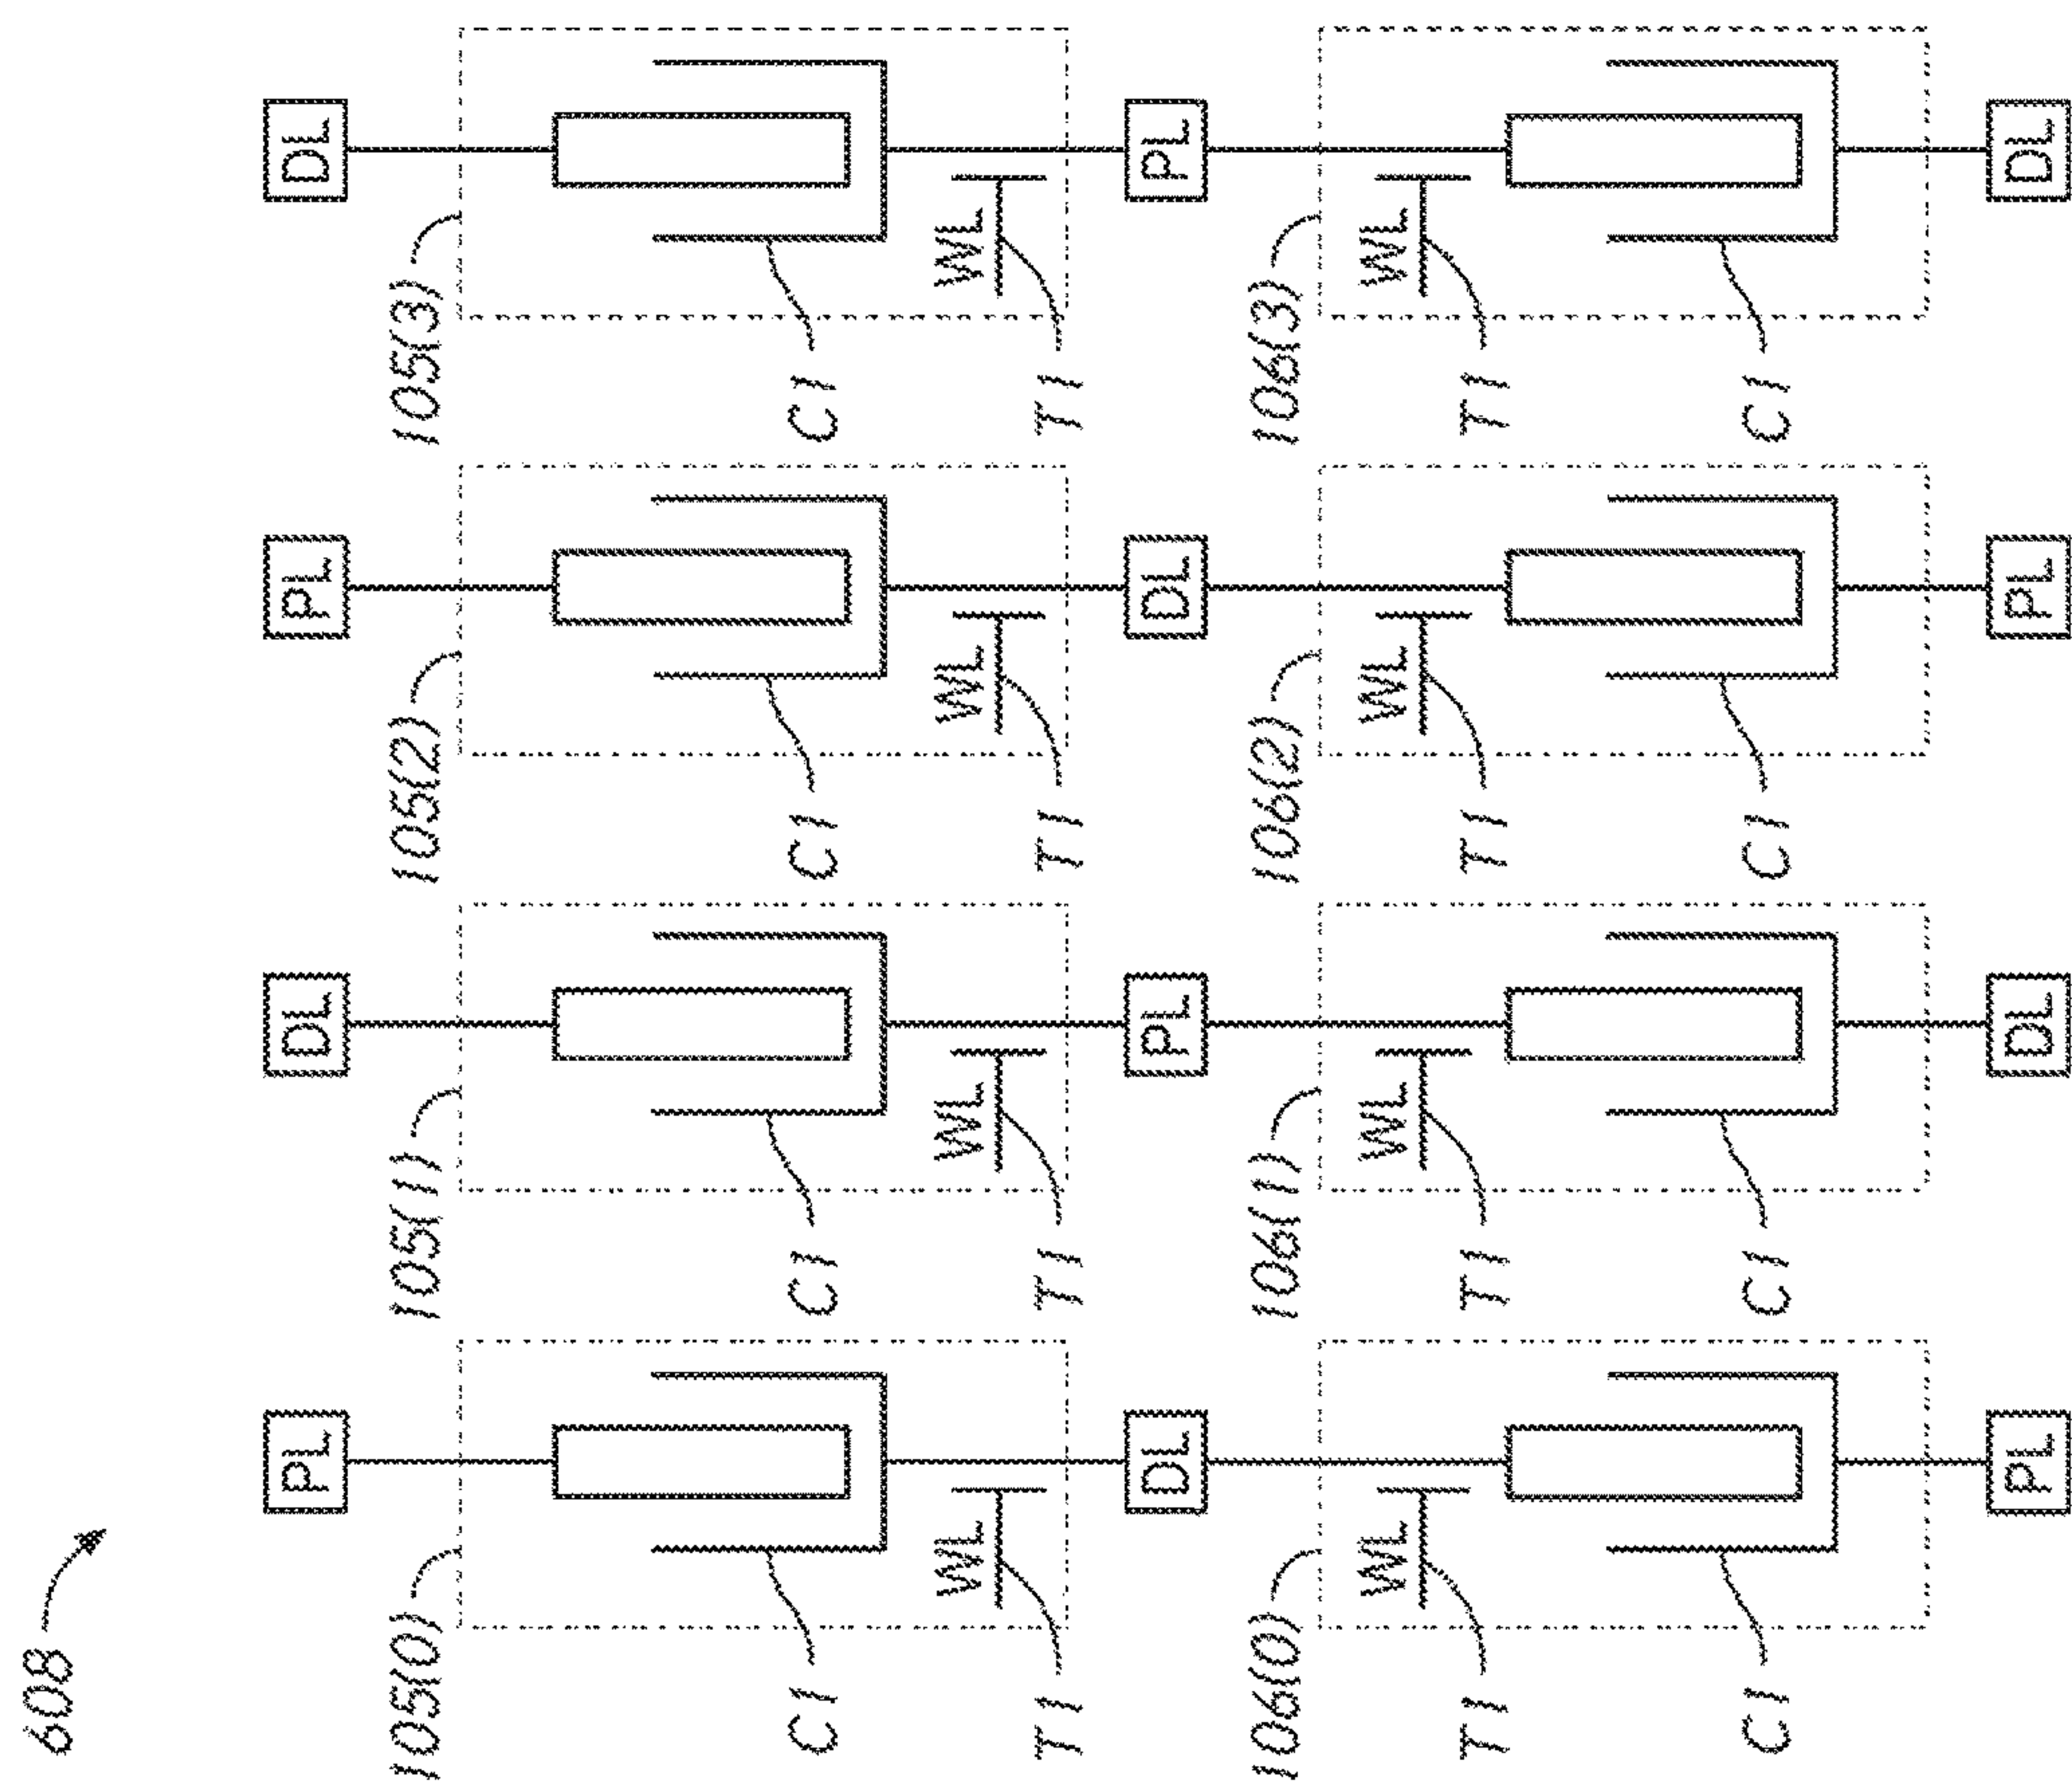 608
PL DL PL DL
105(0) 105(1) 105(2) 105(3)
C1 C1 C1 C1
WL WL WL WL
T1 T1 T1 T1
DL PL DL PL
106(0) 106(1) 106(2) 106(3)
WL WL WL WL
T1 T1 T1 T1
C1 C1 C1 C1
PL DL PL DL